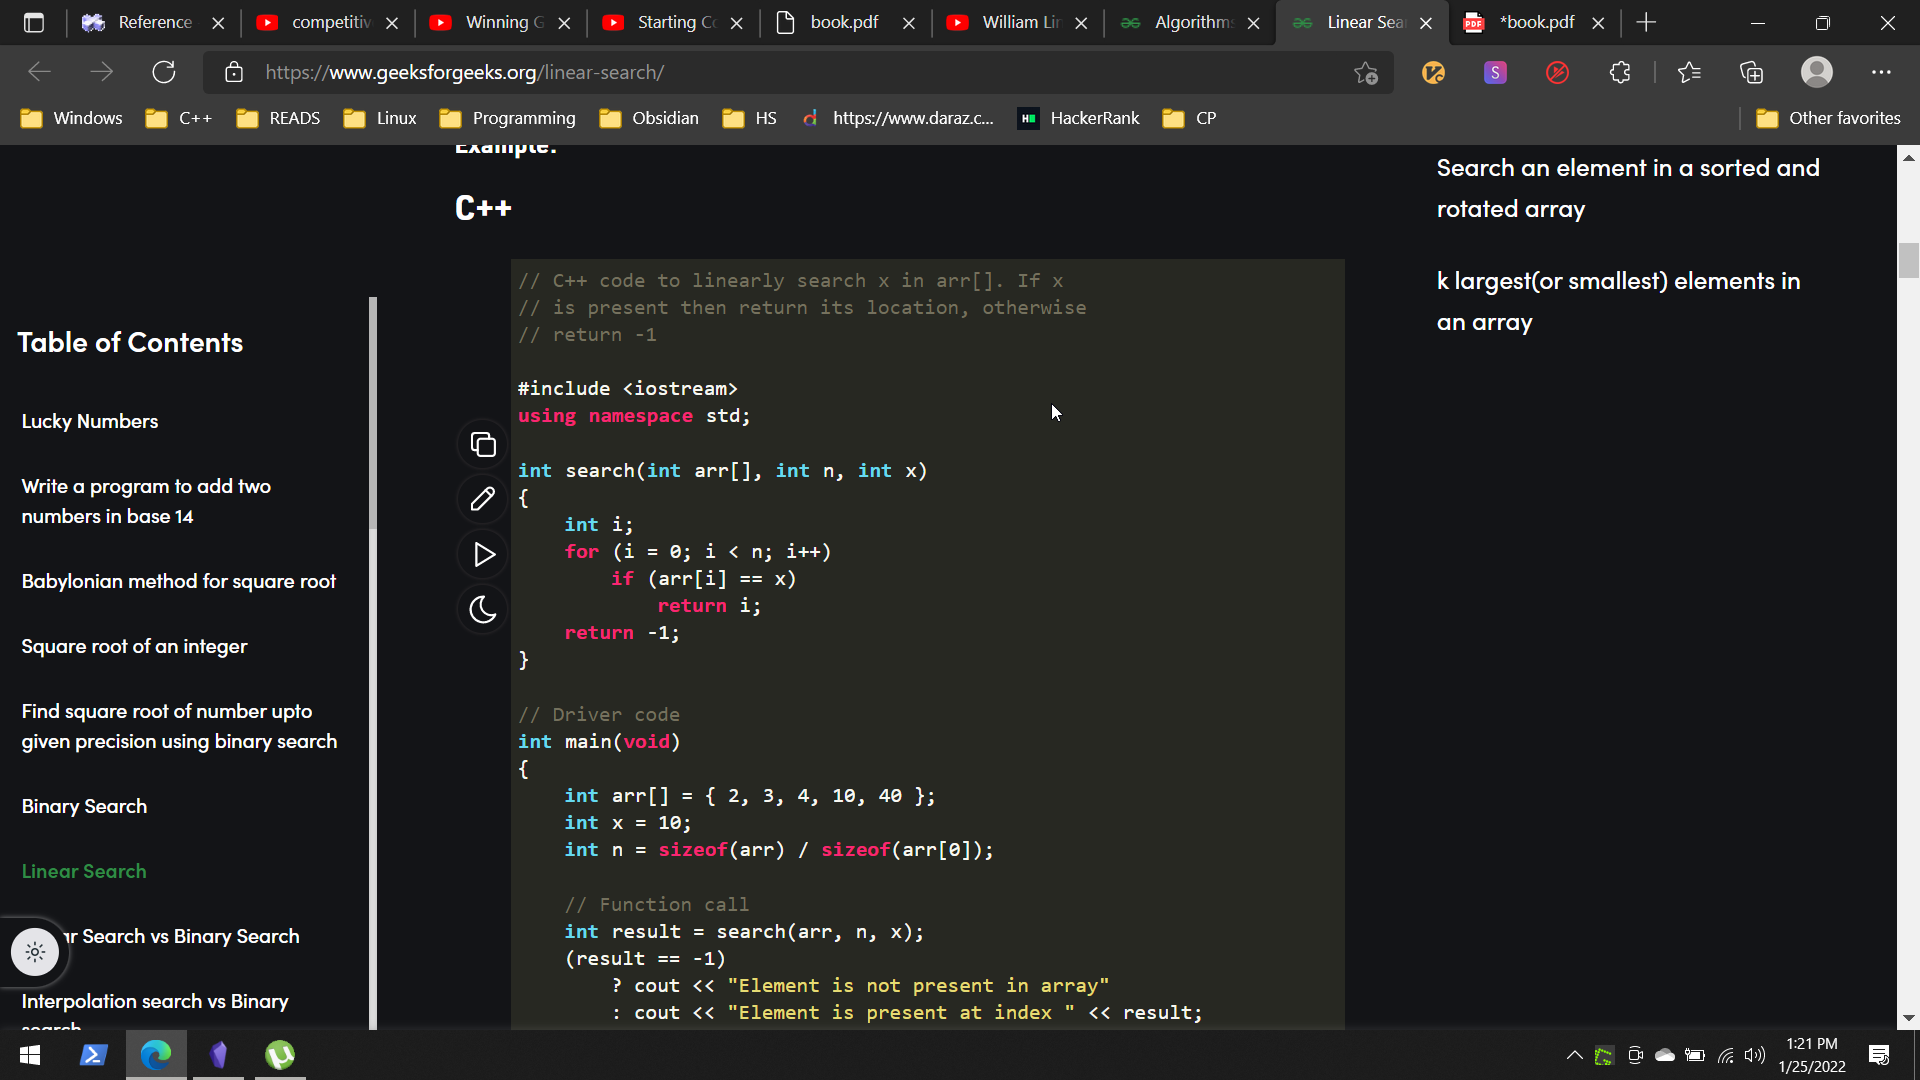 Reference
competitiv
Winning G
Starting Co
book.pdf
William Lin
Algorithms
Linear Sea
*book.pdf
https://www.geeksforgeeks.org/linear-search/
Windows
C++
READS
Linux
Programming
Obsidian
HS
https://www.daraz.c...
HackerRank
CP
Other favorites
Table of Contents
Lucky Numbers
Write a program to add two
numbers in base 14
Babylonian method for square root
Square root of an integer
Find square root of number upto
given precision using binary search
Binary Search
Linear Search
r Search vs Binary Search
Interpolation search vs Binary
search
Example:
C++
// C++ code to linearly search x in arr[]. If x
// is present then return its location, otherwise
// return -1
#include <iostream>
using namespace std;
int search(int arr[], int n, int x)
{
int i;
for (i = 0; i < n; i++)
if (arr[i] == x)
return i;
return -1;
}
// Driver code
int main(void)
{
int arr[] = { 2, 3, 4, 10, 40 };
int x = 10;
int n = sizeof(arr) / sizeof(arr[0]);
// Function call
int result = search(arr, n, x);
(result == -1)
? cout << "Element is not present in array"
: cout << "Element is present at index " << result;
Search an element in a sorted and
rotated array
k largest(or smallest) elements in
an array
1:21 PM
1/25/2022